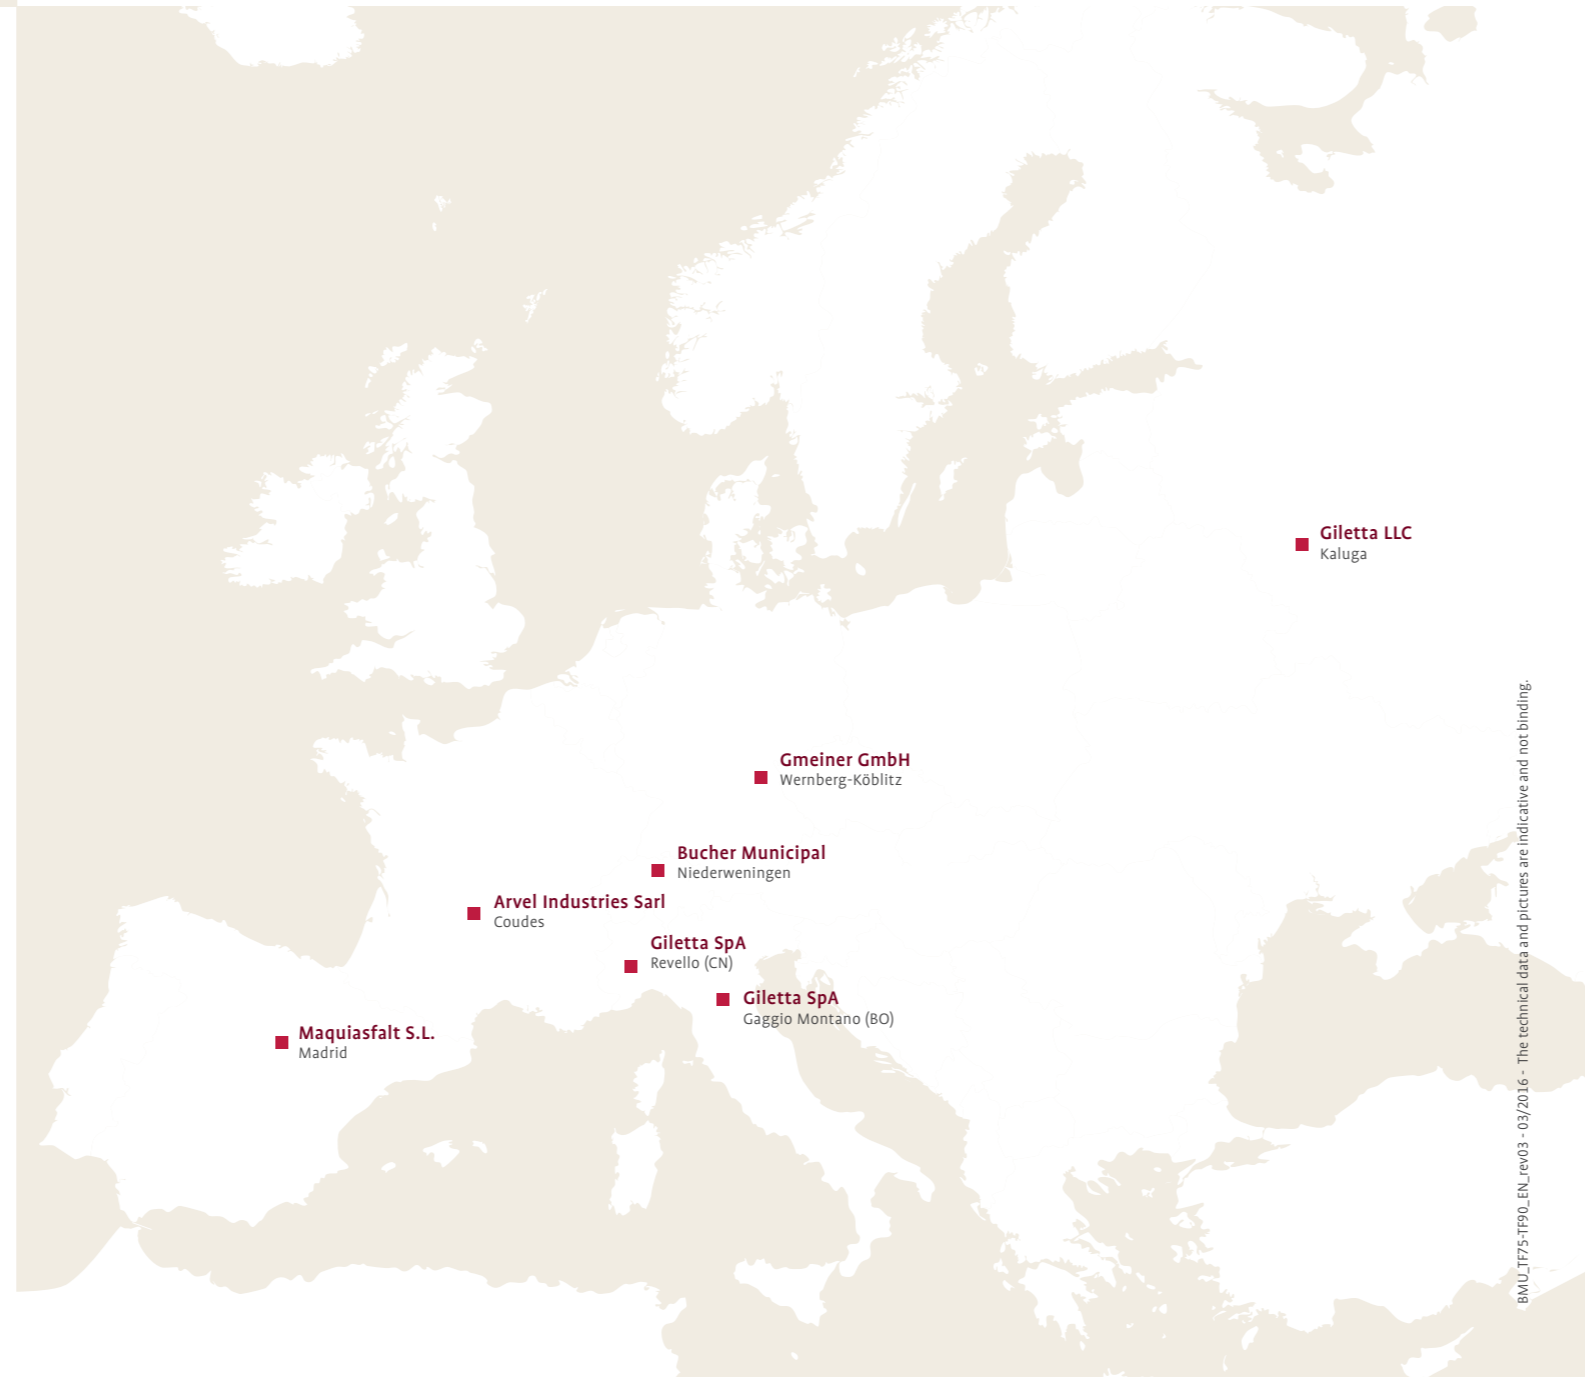 Giletta LLC
Kaluga
Gmeiner GmbH
Wernberg-Köblitz
Bucher Municipal
Niederweningen
Arvel Industries Sarl
Coudes
Giletta SpA
Revello (CN)
Giletta SpA
Gaggio Montano (BO)
Maquiasfalt S.L.
Madrid
BMU_TF75-TF90_EN_rev03 - 03/2016 - The technical data and pictures are indicative and not binding.